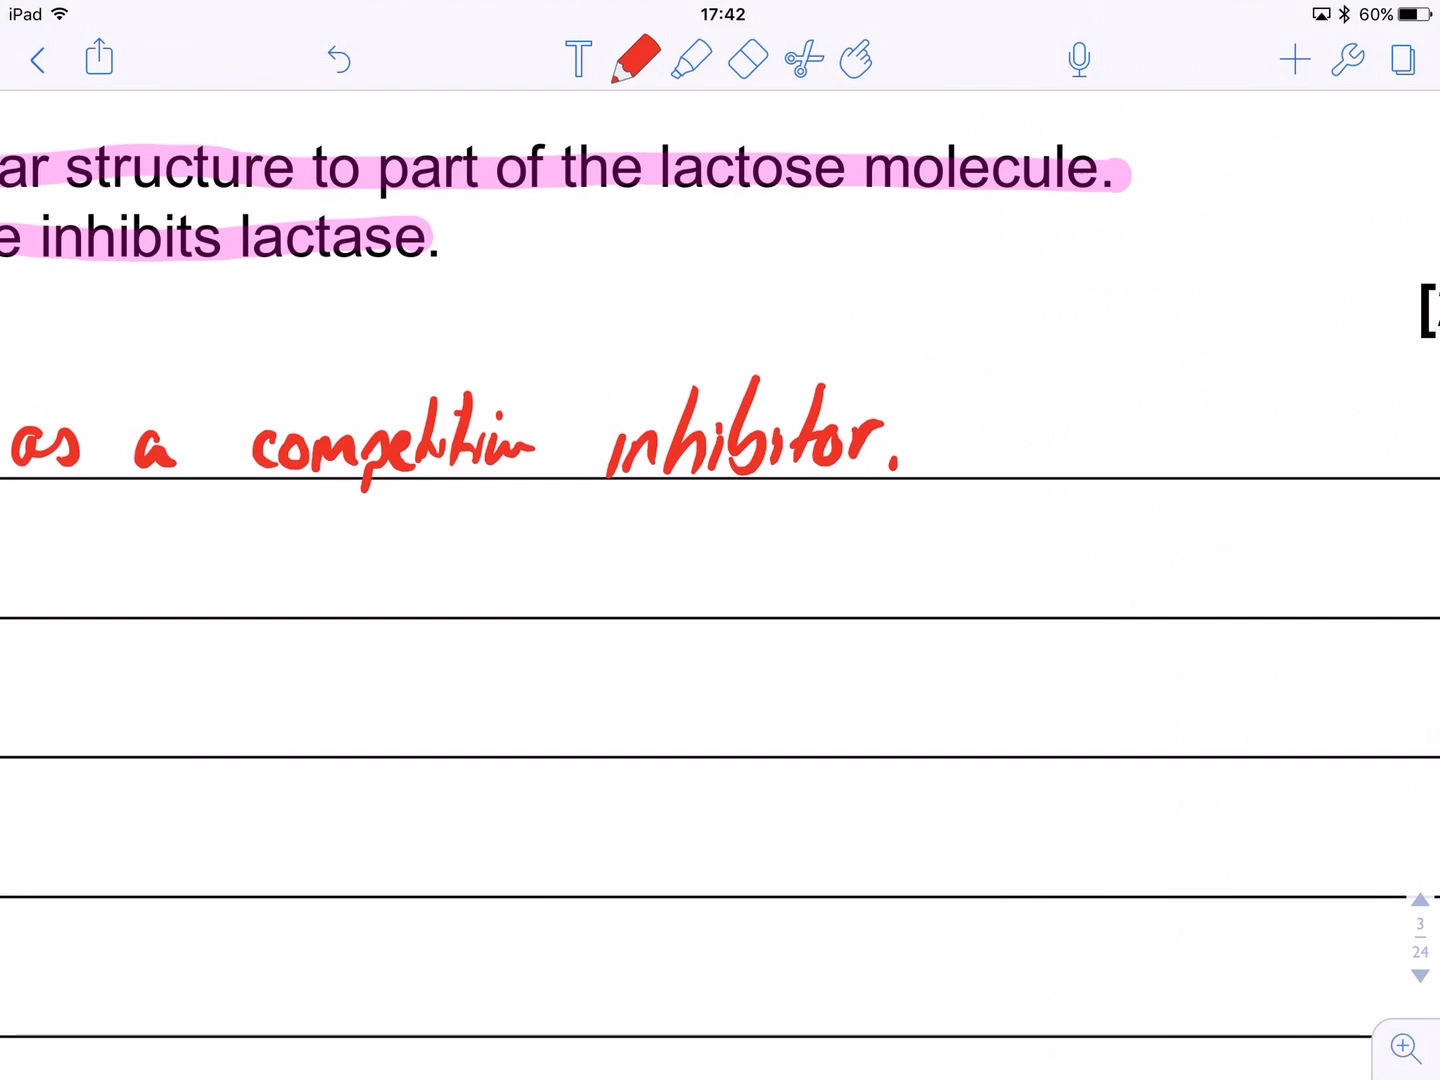 iPad 17:42 60%
ar structure to part of the lactose molecule.
e inhibits lactase.
[
as a competitive inhibitor.
3
24